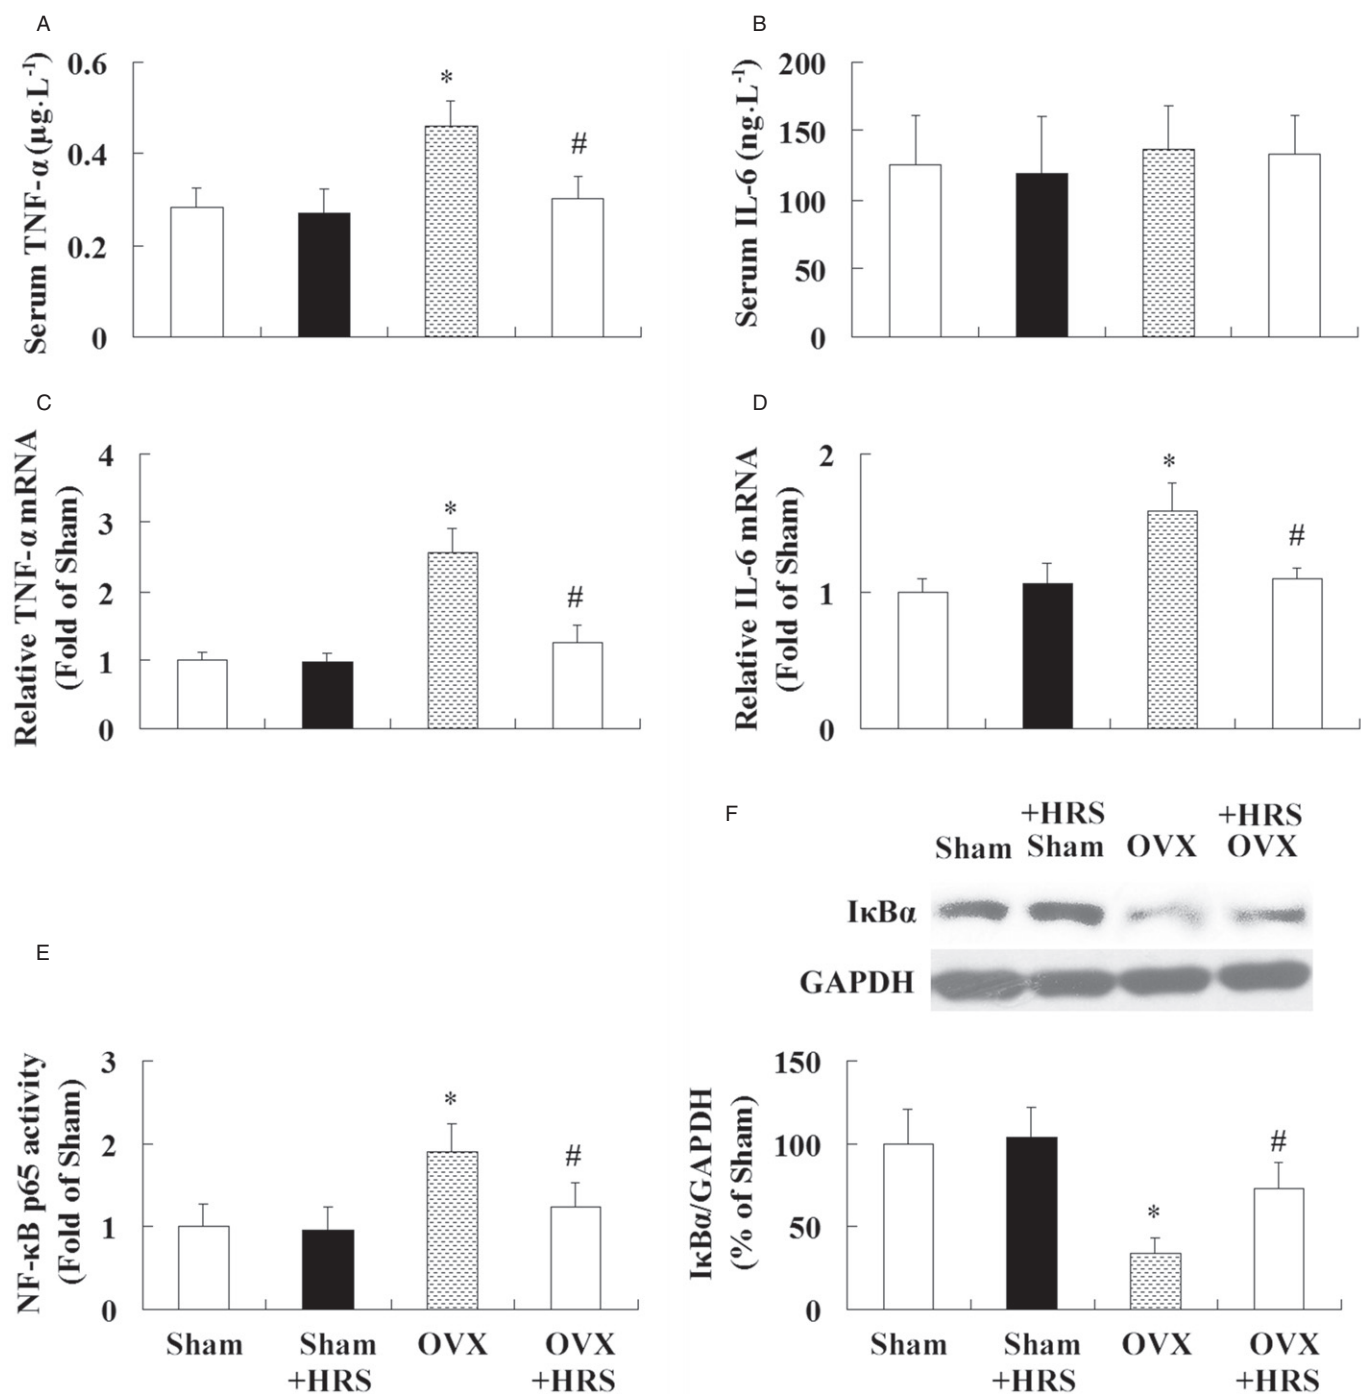 A
Serum TNF-α (μg.L-1)
0.6
0.4
0.2
0
*
#
B
Serum IL-6 (ng.L-1)
200
150
100
50
0
C
Relative TNF-α mRNA
(Fold of Sham)
4
3
2
1
0
*
#
D
Relative IL-6 mRNA
(Fold of Sham)
2
1
0
*
#
E
NF-κB p65 activity
(Fold of Sham)
3
2
1
0
*
#
Sham
Sham
+HRS
OVX
OVX
+HRS
F
+HRS +HRS
Sham Sham OVX OVX
IκBα
GAPDH
IκBα/GAPDH
(% of Sham)
150
100
50
0
*
#
Sham
Sham
+HRS
OVX
OVX
+HRS